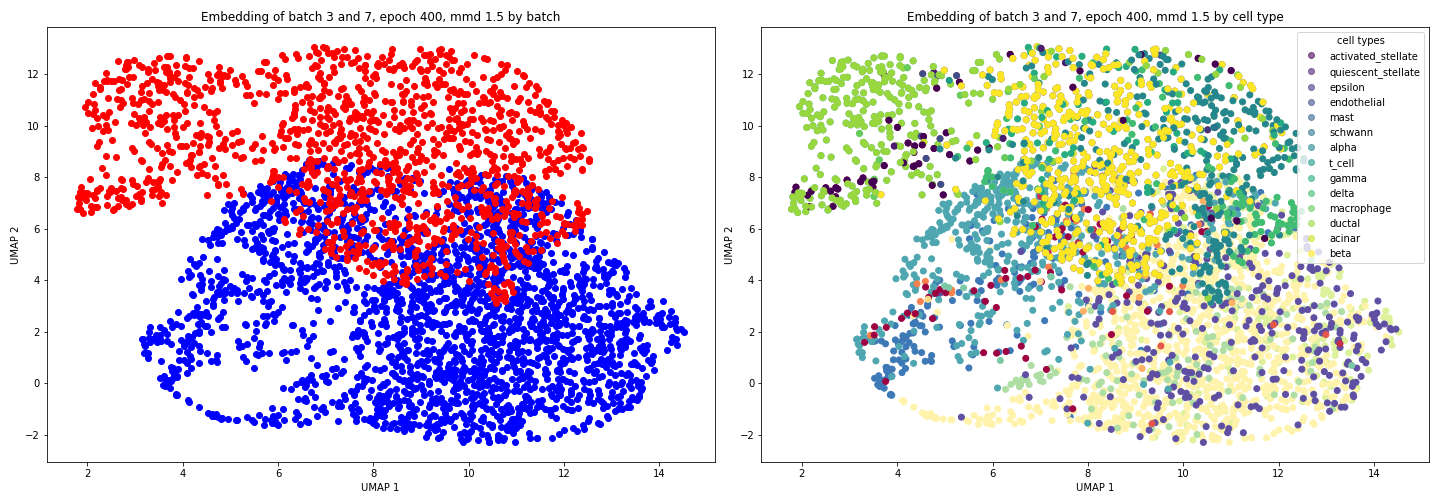 Embedding of batch 3 and 7, epoch 400, mmd 1.5 by batch
UMAP 2
12
10
8
6
4
2
0
−2
2 4 6 8 10 12 14
UMAP 1
Embedding of batch 3 and 7, epoch 400, mmd 1.5 by cell type
UMAP 2
12
10
8
6
4
2
0
−2
2 4 6 8 10 12 14
UMAP 1
cell types
activated_stellate
quiescent_stellate
epsilon
endothelial
mast
schwann
alpha
t_cell
gamma
delta
macrophage
ductal
acinar
beta